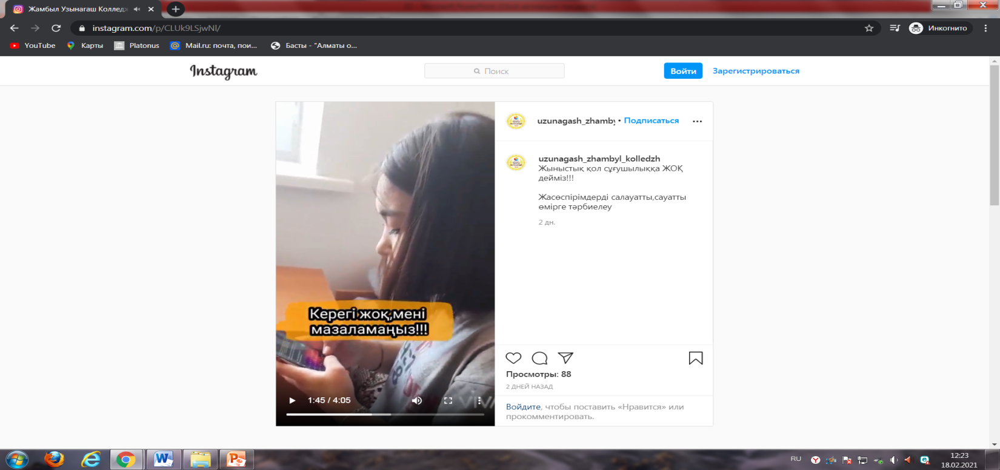 Жамбыл Узынагаш Колледж
instagram.com/p/CLUk9LSjwNl/
Инкогнито
YouTube
Карты
Platonus
Mail.ru: почта, пои...
Басты - "Алматы о...
Instagram
Поиск
Войти
Зарегистрироваться
Керегі жоқ,мені
мазаламаңыз!!!
1:45 / 4:05
uzunagash_zhamby • Подписаться
uzunagash_zhambyl_kolledzh
Жыныстық қол сұғушылыққа ЖОҚ
дейміз!!!
Жасөспірімдерді салауатты,сауатты
өмірге тәрбиелеу
2 дн.
Просмотры: 88
2 ДНЕЙ НАЗАД
Войдите, чтобы поставить «Нравится» или
прокомментировать.
RU
12:23
18.02.2021